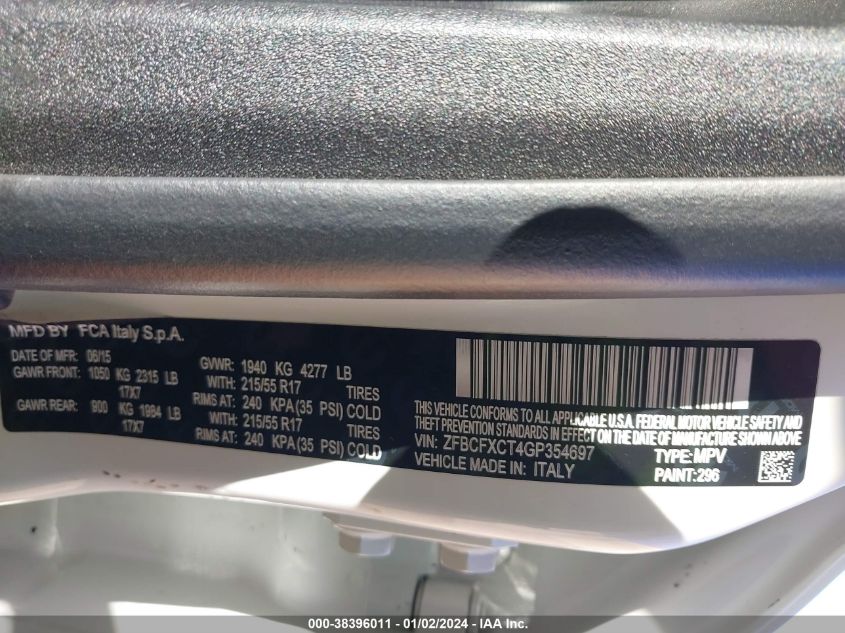 MFD BY FCA Italy S.p.A.
DATE OF MFR: 06/15
GVWR: 1940 KG 4277 LB
GAWR FRONT: 1050 KG 2315 LB
WITH: 215/55 R17 TIRES
17X7
RIMS AT: 240 KPA(35 PSI) COLD
GAWR REAR: 900 KG 1984 LB
WITH: 215/55 R17 TIRES
17X7
RIMS AT: 240 KPA(35 PSI) COLD
THIS VEHICLE CONFORMS TO ALL APPLICABLE U.S.A. FEDERAL MOTOR VEHICLE SAFETY AND
THEFT PREVENTION STANDARDS IN EFFECT ON THE DATE OF MANUFACTURE SHOWN ABOVE
VIN: ZFBCFXCT4GP354697
TYPE: MPV
VEHICLE MADE IN: ITALY
PAINT: 296
000-38396011 - 01/02/2024 - IAA Inc.